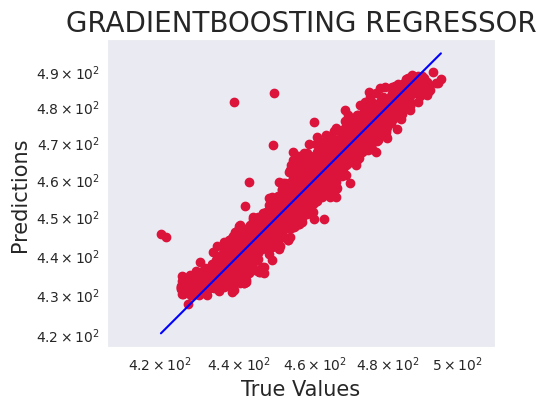 GRADIENTBOOSTING REGRESSOR
Predictions
4.9 × 10²
4.8 × 10²
4.7 × 10²
4.6 × 10²
4.5 × 10²
4.4 × 10²
4.3 × 10²
4.2 × 10²
4.2 × 10² 4.4 × 10² 4.6 × 10² 4.8 × 10² 5 × 10²
True Values